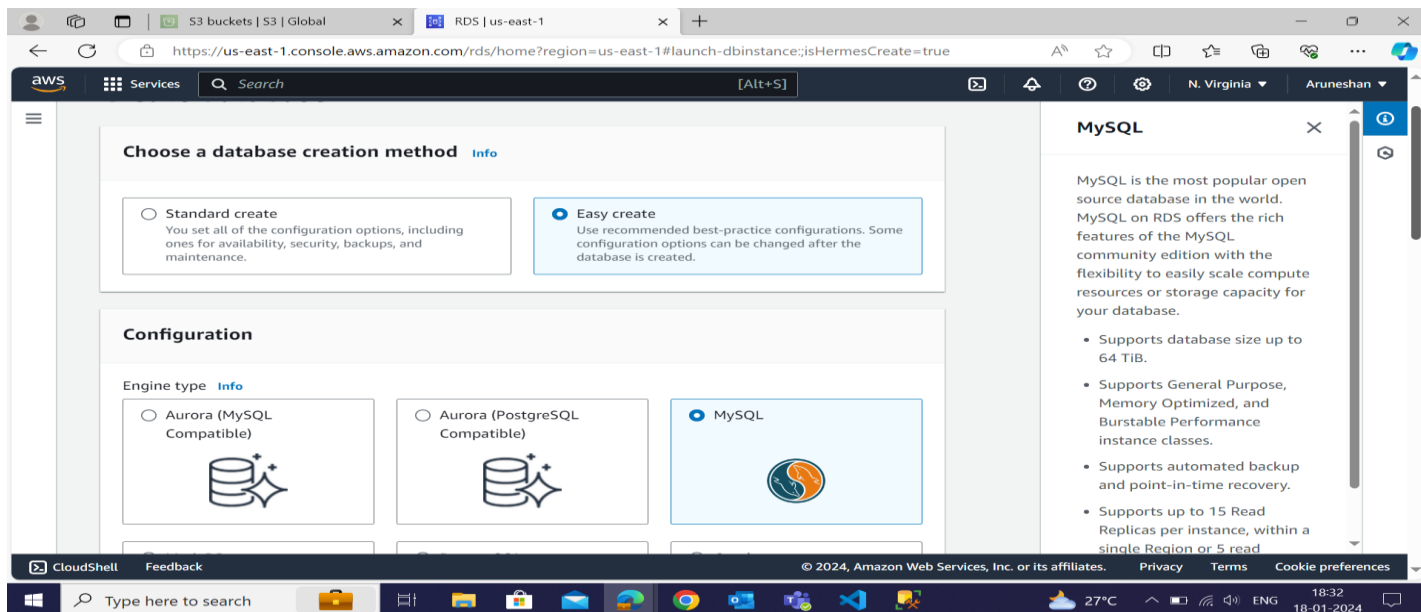 S3 buckets | S3 | Global
RDS | us-east-1
https://us-east-1.console.aws.amazon.com/rds/home?region=us-east-1#launch-dbinstance:;isHermesCreate=true
aws
Services
Search
[Alt+S]
N. Virginia
Aruneshan
Choose a database creation method Info
Standard create
You set all of the configuration options, including
ones for availability, security, backups, and
maintenance.
Easy create
Use recommended best-practice configurations. Some
configuration options can be changed after the
database is created.
Configuration
Engine type Info
Aurora (MySQL
Compatible)
Aurora (PostgreSQL
Compatible)
MySQL
MySQL
MySQL is the most popular open
source database in the world.
MySQL on RDS offers the rich
features of the MySQL
community edition with the
flexibility to easily scale compute
resources or storage capacity for
your database.
• Supports database size up to
64 TiB.
• Supports General Purpose,
Memory Optimized, and
Burstable Performance
instance classes.
• Supports automated backup
and point-in-time recovery.
• Supports up to 15 Read
Replicas per instance, within a
single Region or 5 read
CloudShell
Feedback
© 2024, Amazon Web Services, Inc. or its affiliates.
Privacy
Terms
Cookie preferences
Type here to search
27°C
ENG
18:32
18-01-2024